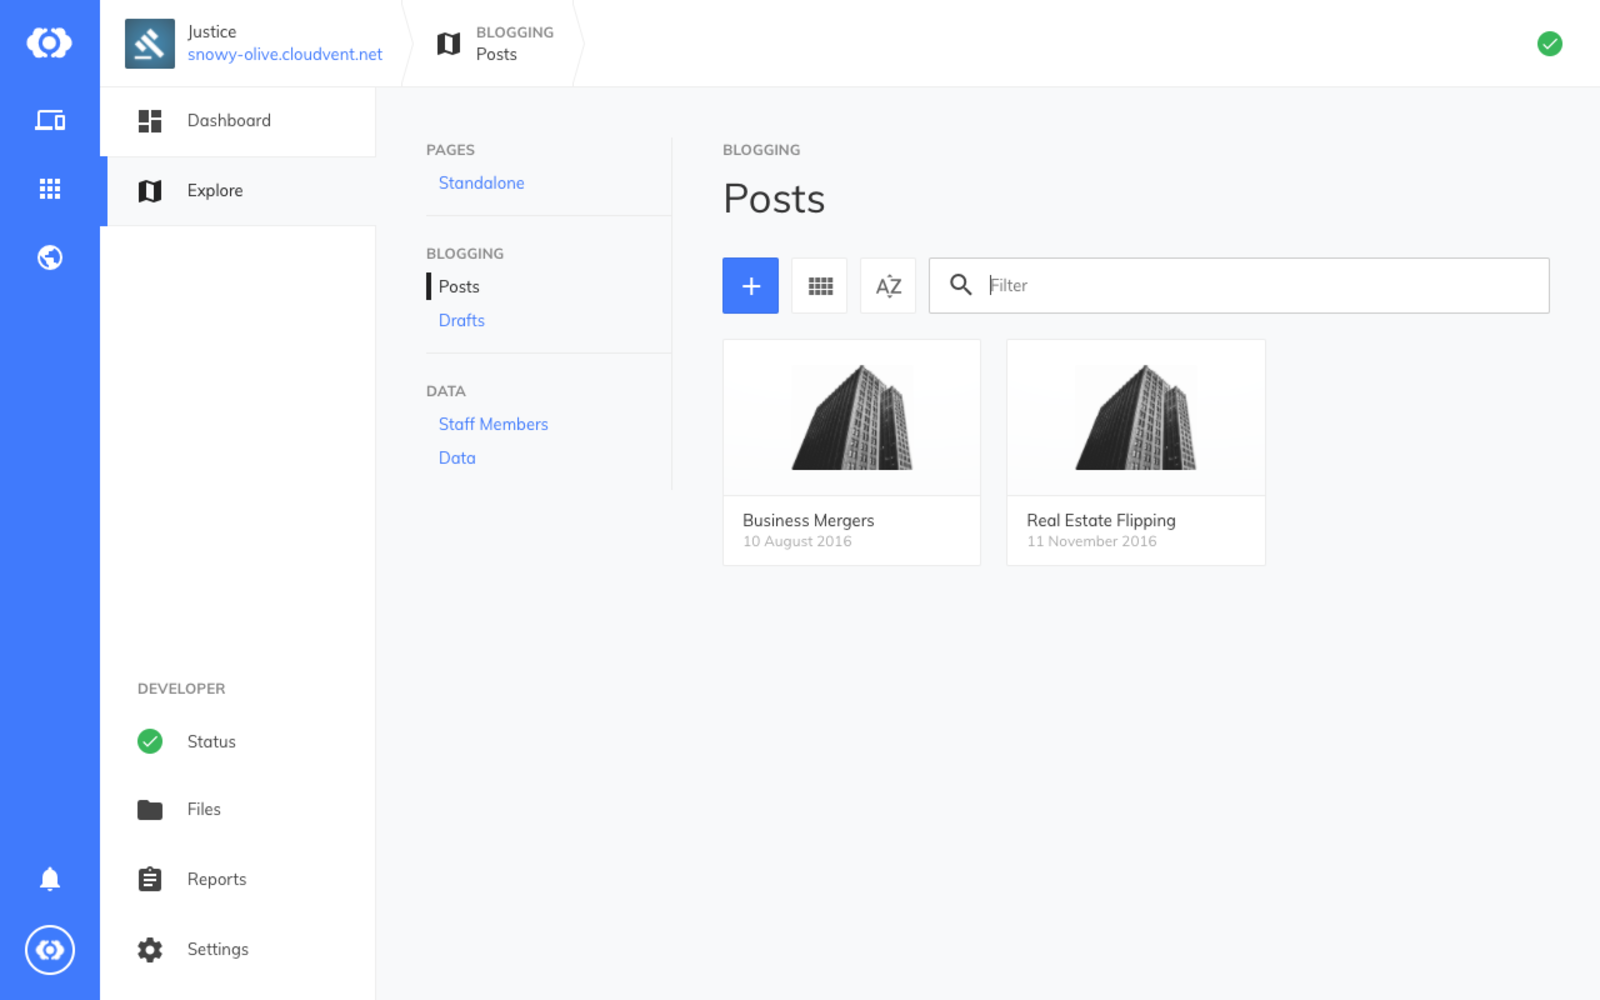 Justice
snowy-olive.cloudvent.net
BLOGGING
Posts
Dashboard
Explore
DEVELOPER
Status
Files
Reports
Settings
PAGES
Standalone
BLOGGING
Posts
Drafts
DATA
Staff Members
Data
BLOGGING
Posts
AZ
Filter
Business Mergers
10 August 2016
Real Estate Flipping
11 November 2016